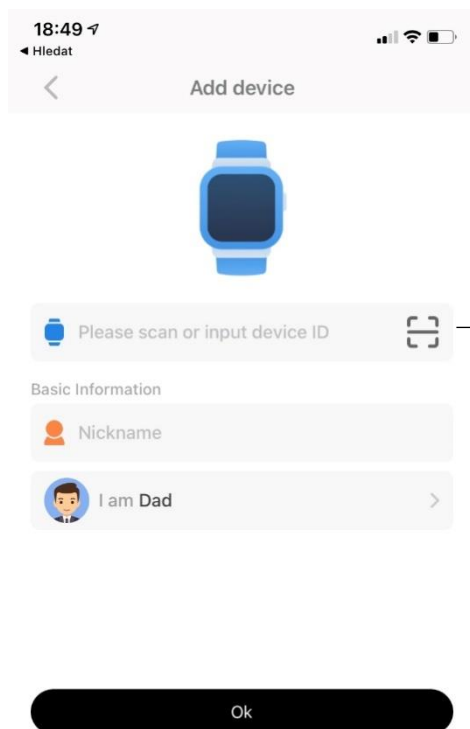 18:49
Hledat
Add device
Please scan or input device ID
Basic Information
Nickname
I am Dad
Ok